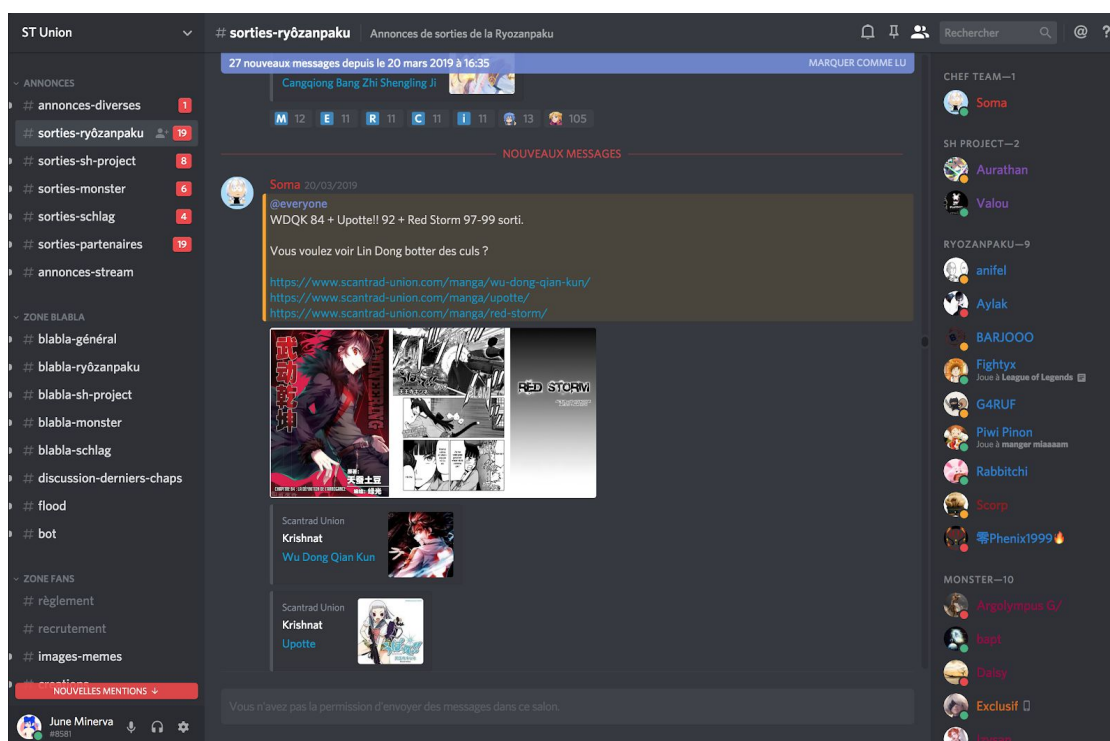 ST Union
ANNONCES
# annonces-diverses 1
# sorties-ryôzanpaku 19
# sorties-sh-project 8
# sorties-monster 6
# sorties-schlag 4
# sorties-partenaires 19
# annonces-stream
ZONE BLABLA
# blabla-général
# blabla-ryôzanpaku
# blabla-sh-project
# blabla-monster
# blabla-schlag
# discussion-derniers-chaps
# flood
# bot
ZONE FANS
# règlement
# recrutement
# images-memes
NOUVELLES MENTIONS ↓
June Minerva
#8581
# sorties-ryôzanpaku Annonces de sorties de la Ryozanpaku
Rechercher @ ?
27 nouveaux messages depuis le 20 mars 2019 à 16:35 MARQUER COMME LU
Cangqiong Bang Zhi Shengling Ji
M 12 E 11 R 11 C 11 i 11 13 105
NOUVEAUX MESSAGES
Soma 20/03/2019
@everyone
WDQK 84 + Upotte!! 92 + Red Storm 97-99 sorti.
Vous voulez voir Lin Dong botter des culs ?
https://www.scantrad-union.com/manga/wu-dong-qian-kun/
https://www.scantrad-union.com/manga/upotte/
https://www.scantrad-union.com/manga/red-storm/
武动乾坤
天蚕土豆
RED STORM
Scantrad Union
Krishnat
Wu Dong Qian Kun
Scantrad Union
Krishnat
Upotte
Vous n'avez pas la permission d'envoyer des messages dans ce salon.
CHEF TEAM—1
Soma
SH PROJECT—2
Aurathan
Valou
RYOZANPAKU—9
anifel
Aylak
BARJOOO
Fightyx
Joue à League of Legends
G4RUF
Piwi Pinon
Joue à manger miaaaam
Rabbitchi
Scorp
零Phenix1999🔥
MONSTER—10
Argolympus G/
bapt
Daisy
Exclusif